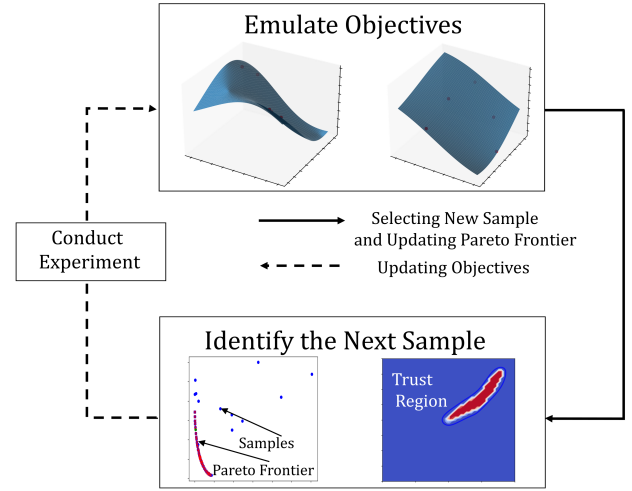 Emulate Objectives
Selecting New Sample
and Updating Pareto Frontier
Updating Objectives
Conduct
Experiment
Identify the Next Sample
Samples
Pareto Frontier
Trust
Region